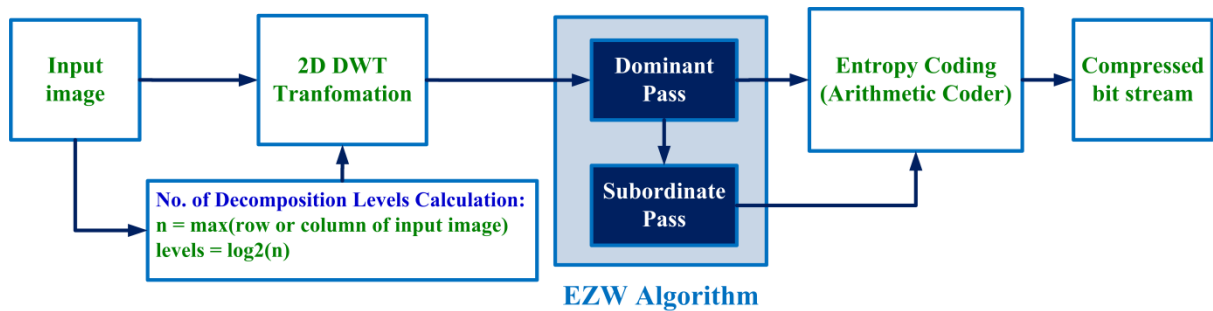 Input
image
2D DWT
Tranfomation
No. of Decomposition Levels Calculation:
n = max(row or column of input image)
levels = log2(n)
Dominant
Pass
Subordinate
Pass
EZW Algorithm
Entropy Coding
(Arithmetic Coder)
Compressed
bit stream